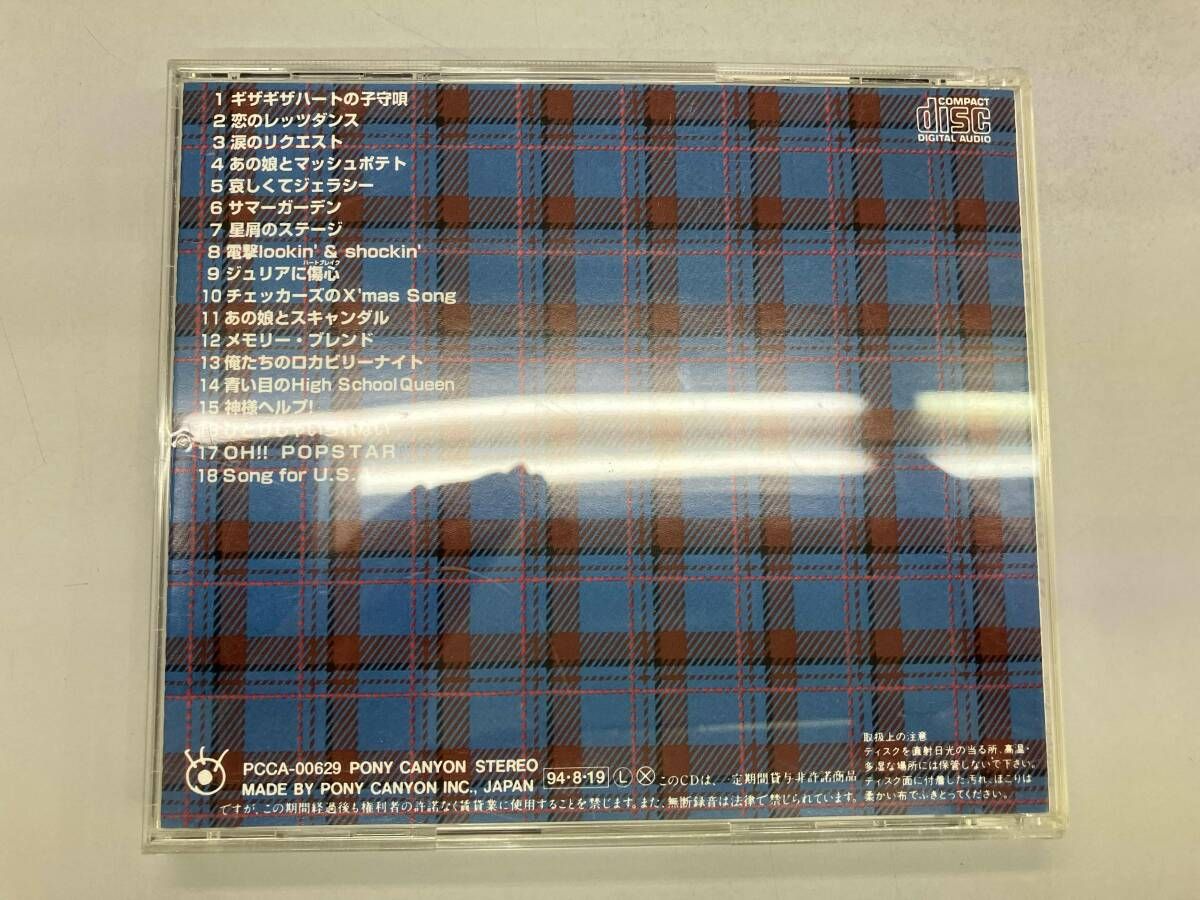 1 ギザギザハートの子守唄
2 恋のレッツダンス
3 涙のリクエスト
4 あの娘とマッシュポテト
5 哀しくてジェラシー
6 サマーガーデン
7 星屑のステージ
8 電撃lookin' & shockin'
ハートブレイク
9 ジュリアに傷心
10 チェッカーズのX'mas Song
11 あの娘とスキャンダル
12 メモリー・ブレンド
13 俺たちのロカビリーナイト
14 青い目のHigh School Queen
15 神様ヘルプ!
17 OH!! POPSTAR
18 Song for U.S.
COMPACT
disc
DIGITAL AUDIO
取扱上の注意
ディスクを直射日光の当る所、高温・
多湿な場所には保管しないで下さい。
ディスク面に付着した汚れ、ほこりは
柔かい布でふきとってください。
PCCA-00629 PONY CANYON STEREO
MADE BY PONY CANYON INC., JAPAN
94・8・19 L X このCDは、一定期間貸与非許諾商品
ですが、この期間経過後も権利者の許諾なく賃貸業に使用することを禁じます。また、無断録音は法律で禁じられています。